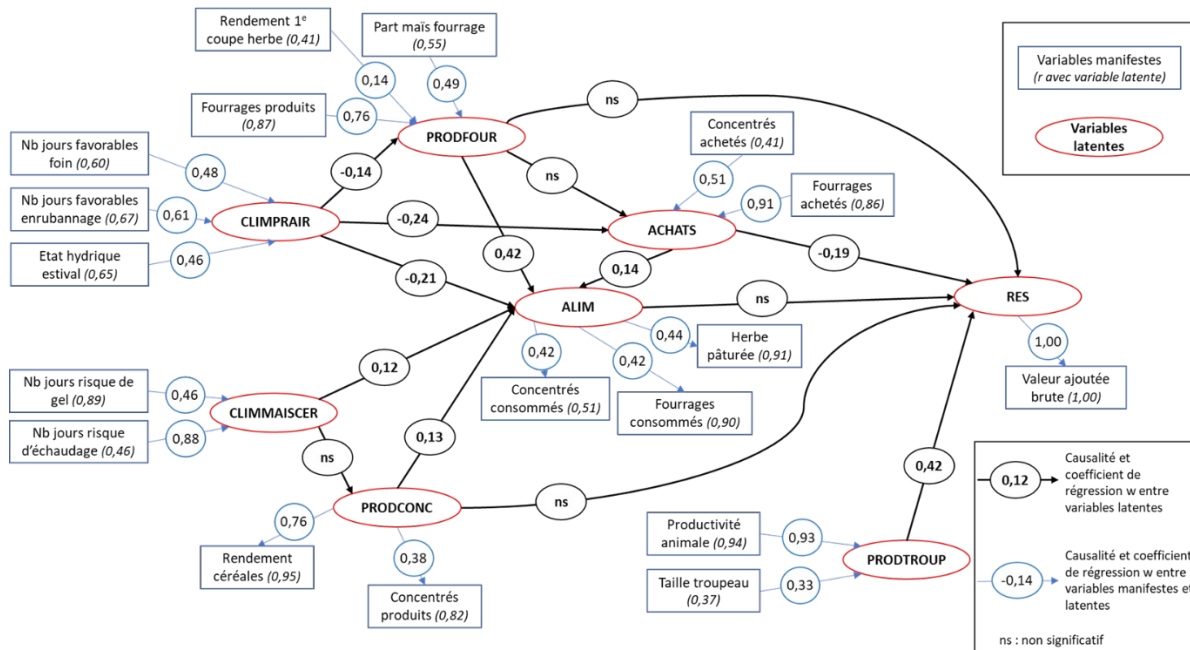 Rendement 1e
coupe herbe (0,41)
Part maïs fourrage
(0,55)
0,14
0,49
Fourrages produits
(0,87)
0,76
PRODFOUR
ns
Variables manifestes
(r avec variable latente)
Variables
latentes
Nb jours favorables
foin (0,60)
0,48
-0,14
ns
Concentrés
achetés (0,41)
0,51
Fourrages
achetés (0,86)
0,91
Nb jours favorables
enrubannage (0,67)
0,61
CLIMPRAIR
-0,24
ACHATS
Etat hydrique
estival (0,65)
0,46
-0,21
0,42
0,14
-0,19
ALIM
ns
RES
0,42
0,42
0,44
Herbe
pâturée (0,91)
1,00
Concentrés
consommés (0,51)
Fourrages
consommés (0,90)
Valeur ajoutée
brute (1,00)
Nb jours risque de
gel (0,89)
0,46
0,12
CLIMMAISCER
Nb jours risque
d'échaudage (0,46)
0,88
ns
0,13
0,42
PRODCONC
ns
0,76
Rendement
céréales (0,95)
0,38
Concentrés
produits (0,82)
Productivité
animale (0,94)
0,93
PRODTROUP
Taille troupeau
(0,37)
0,33
0,12
Causalité et
coefficient de
régression w entre
variables latentes
-0,14
Causalité et coefficient
de régression w entre
variables manifestes et
latentes
ns : non significatif